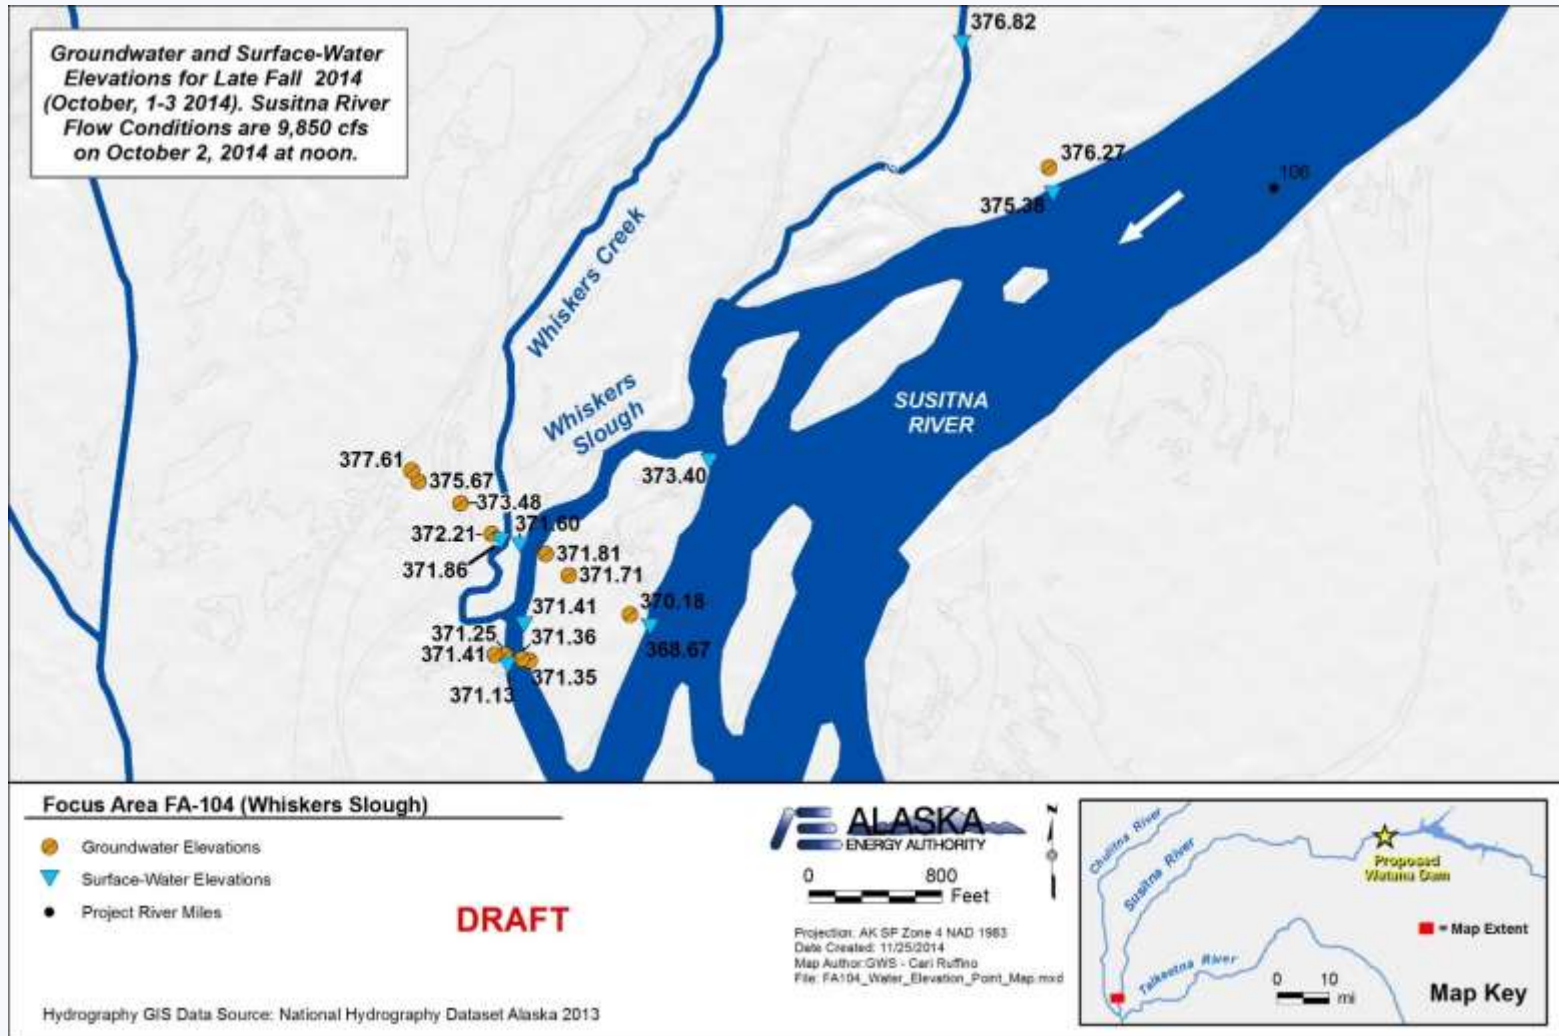 Groundwater and Surface-Water
Elevations for Late Fall 2014
(October, 1-3 2014). Susitna River
Flow Conditions are 9,850 cfs
on October 2, 2014 at noon.
376.82
376.27
375.38
106
Whiskers Creek
Whiskers
Slough
SUSITNA
RIVER
377.61
375.67
373.48
373.40
372.21
371.60
371.86
371.81
371.71
371.41
370.18
371.25
371.36
371.41
368.67
371.35
371.13
Focus Area FA-104 (Whiskers Slough)
Groundwater Elevations
Surface-Water Elevations
Project River Miles
DRAFT
Hydrography GIS Data Source: National Hydrography Dataset Alaska 2013
ALASKA
ENERGY AUTHORITY
N
0 800
Feet
Projection: AK SP Zone 4 NAD 1983
Date Created: 11/25/2014
Map Author:GWS - Cari Ruffino
File: FA104_Water_Elevation_Point_Map.mxd
Chulitna River
Susitna River
Proposed
Watana Dam
= Map Extent
Talkeetna River
0 10
mi
Map Key